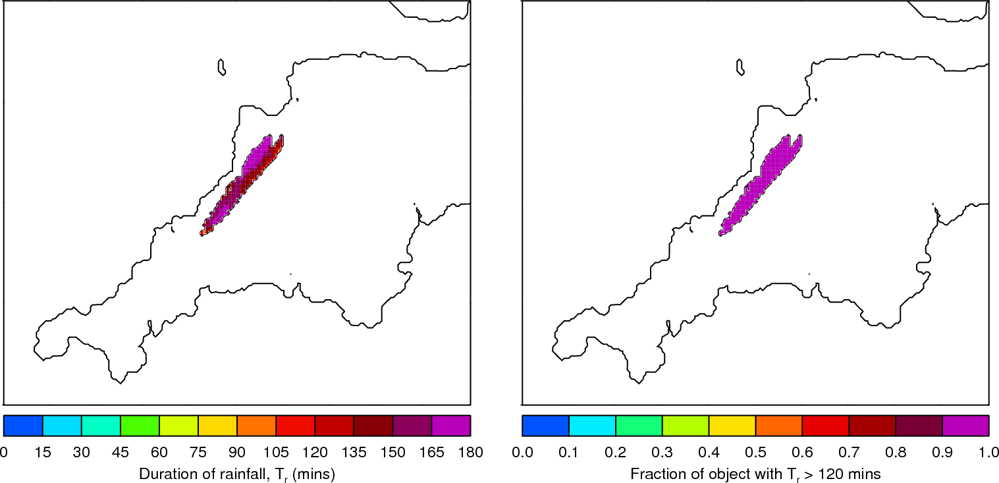 0 15 30 45 60 75 90 105 120 135 150 165 180
Duration of rainfall, Tr (mins)
0.0 0.1 0.2 0.3 0.4 0.5 0.6 0.7 0.8 0.9 1.0
Fraction of object with Tr > 120 mins